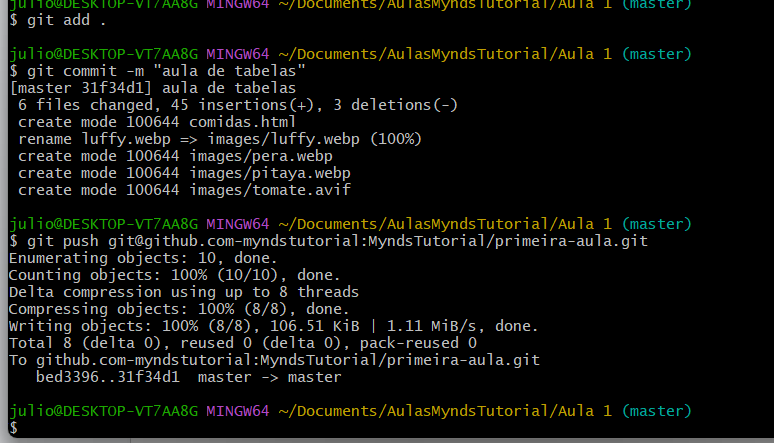 julio@DESKTOP-VT7AA8G MINGW64 ~/Documents/AulasMyndsTutorial/Aula 1 (master)
$ git add .
julio@DESKTOP-VT7AA8G MINGW64 ~/Documents/AulasMyndsTutorial/Aula 1 (master)
$ git commit -m "aula de tabelas"
[master 31f34d1] aula de tabelas
 6 files changed, 45 insertions(+), 3 deletions(-)
 create mode 100644 comidas.html
 rename luffy.webp => images/luffy.webp (100%)
 create mode 100644 images/pera.webp
 create mode 100644 images/pitaya.webp
 create mode 100644 images/tomate.avif
julio@DESKTOP-VT7AA8G MINGW64 ~/Documents/AulasMyndsTutorial/Aula 1 (master)
$ git push git@github.com-myndstutorial:MyndsTutorial/primeira-aula.git
Enumerating objects: 10, done.
Counting objects: 100% (10/10), done.
Delta compression using up to 8 threads
Compressing objects: 100% (8/8), done.
Writing objects: 100% (8/8), 106.51 KiB | 1.11 MiB/s, done.
Total 8 (delta 0), reused 0 (delta 0), pack-reused 0
To github.com-myndstutorial:MyndsTutorial/primeira-aula.git
   bed3396..31f34d1  master -> master
julio@DESKTOP-VT7AA8G MINGW64 ~/Documents/AulasMyndsTutorial/Aula 1 (master)
$